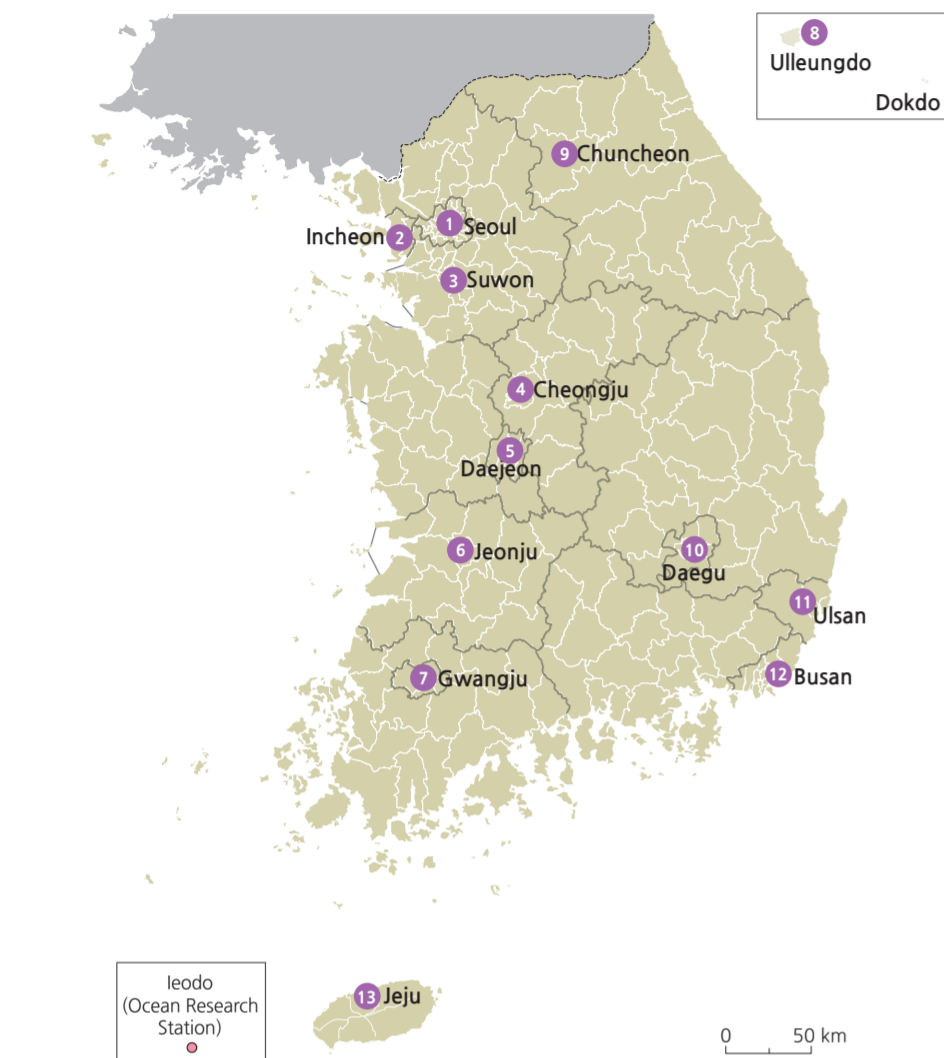 8
Ulleungdo
Dokdo
9 Chuncheon
1 Seoul
Incheon 2
3 Suwon
4 Cheongju
5
Daejeon
6 Jeonju
10
Daegu
11
Ulsan
7 Gwangju
12 Busan
Ieodo
(Ocean Research
Station)
13 Jeju
0 50 km